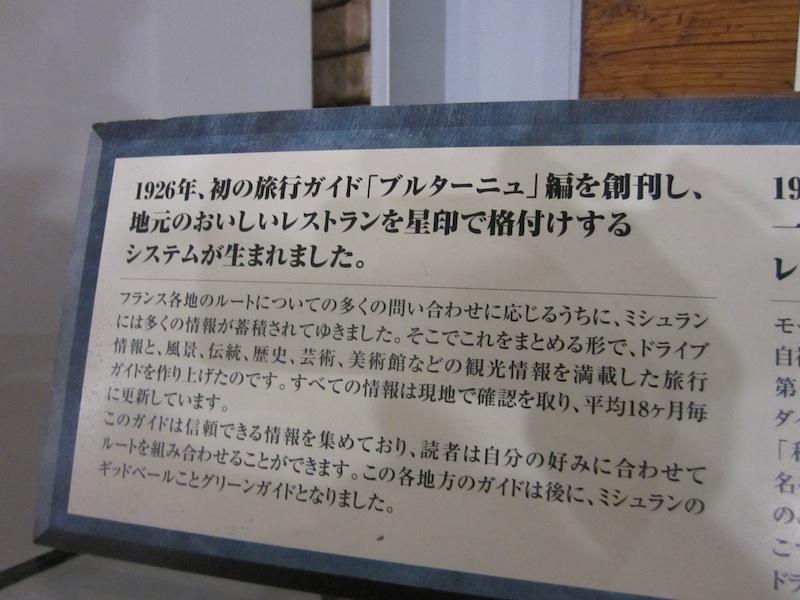 1926年、初の旅行ガイド「ブルターニュ」編を創刊し、
地元のおいしいレストランを星印で格付けする
システムが生まれました。
フランス各地のルートについての多くの問い合わせに応じるうちに、ミシュラン
には多くの情報が蓄積されてゆきました。そこでこれをまとめる形で、ドライブ
情報と、風景、伝統、歴史、芸術、美術館などの観光情報を満載した旅行
ガイドを作り上げたのです。すべての情報は現地で確認を取り、平均18ヶ月毎
に更新しています。
このガイドは信頼できる情報を集めており、読者は自分の好みに合わせて
ルートを組み合わせることができます。この各地方のガイドは後に、ミシュランの
ギッドベールことグリーンガイドとなりました。
19
レ
モ
自社
第
ダ
名
の
こ
ドラ